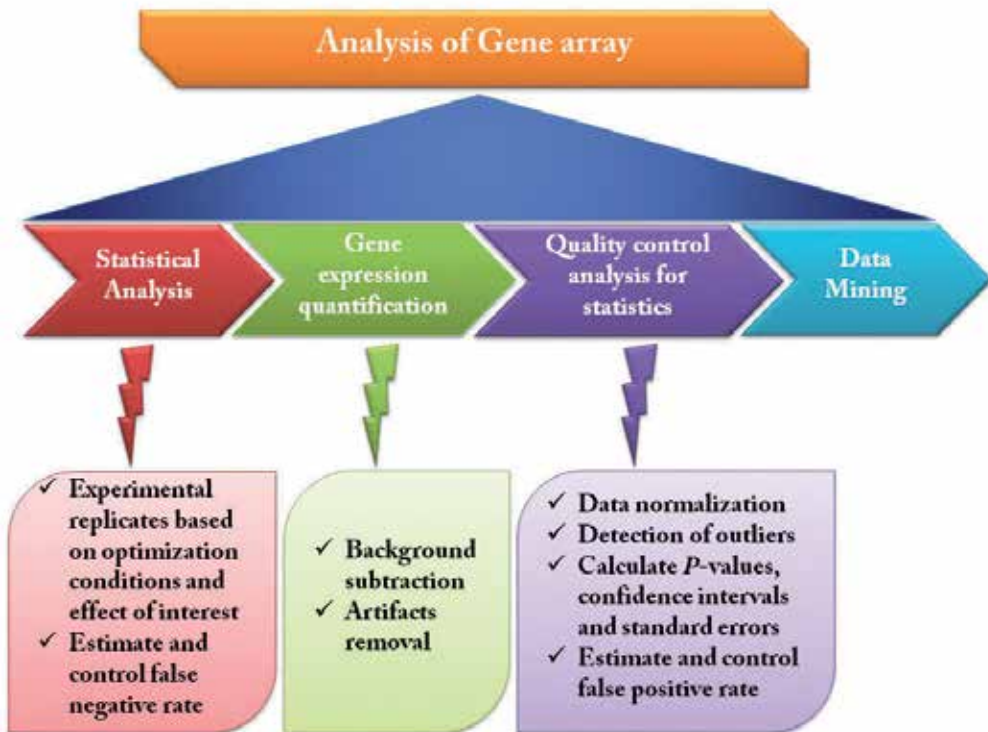 Analysis of Gene array
Statistical
Analysis
Gene
expression
quantification
Quality control
analysis for
statistics
Data
Mining
✓ Experimental
replicates based
on optimization
conditions and
effect of interest
✓ Estimate and
control false
negative rate
✓ Background
subtraction
✓ Artifacts
removal
✓ Data normalization
✓ Detection of outliers
✓ Calculate P-values,
confidence intervals
and standard errors
✓ Estimate and control
false positive rate